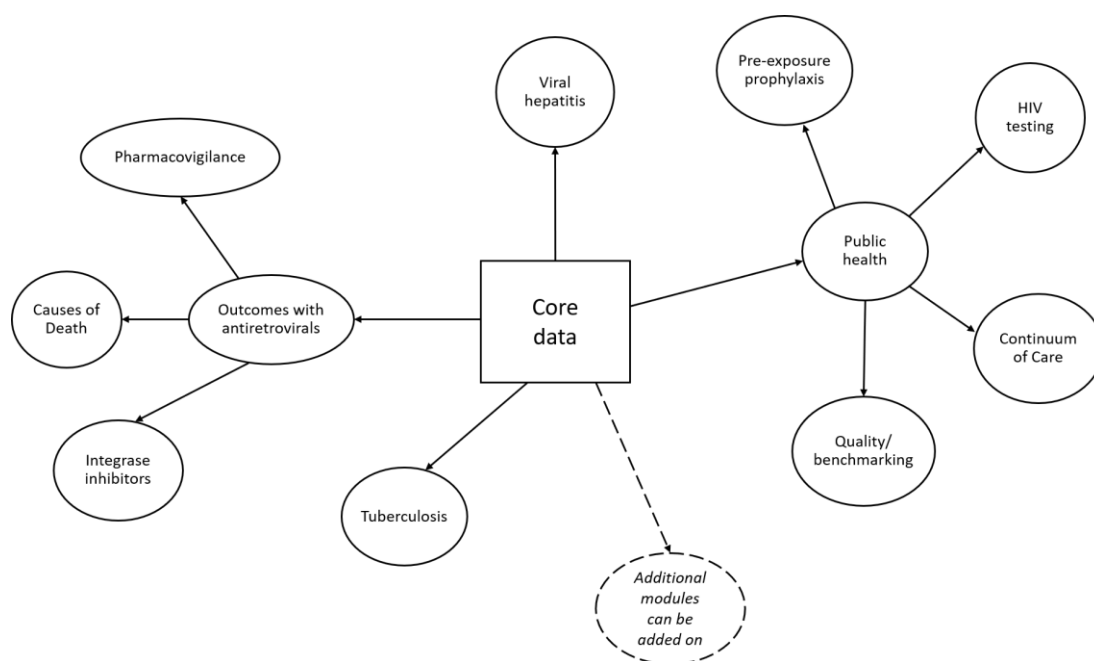 Viral
hepatitis
Pre-exposure
prophylaxis
HIV
testing
Pharmacovigilance
Public
health
Causes of
Death
Outcomes with
antiretrovirals
Core
data
Continuum
of Care
Integrase
inhibitors
Tuberculosis
Quality/
benchmarking
Additional
modules
can be
added on